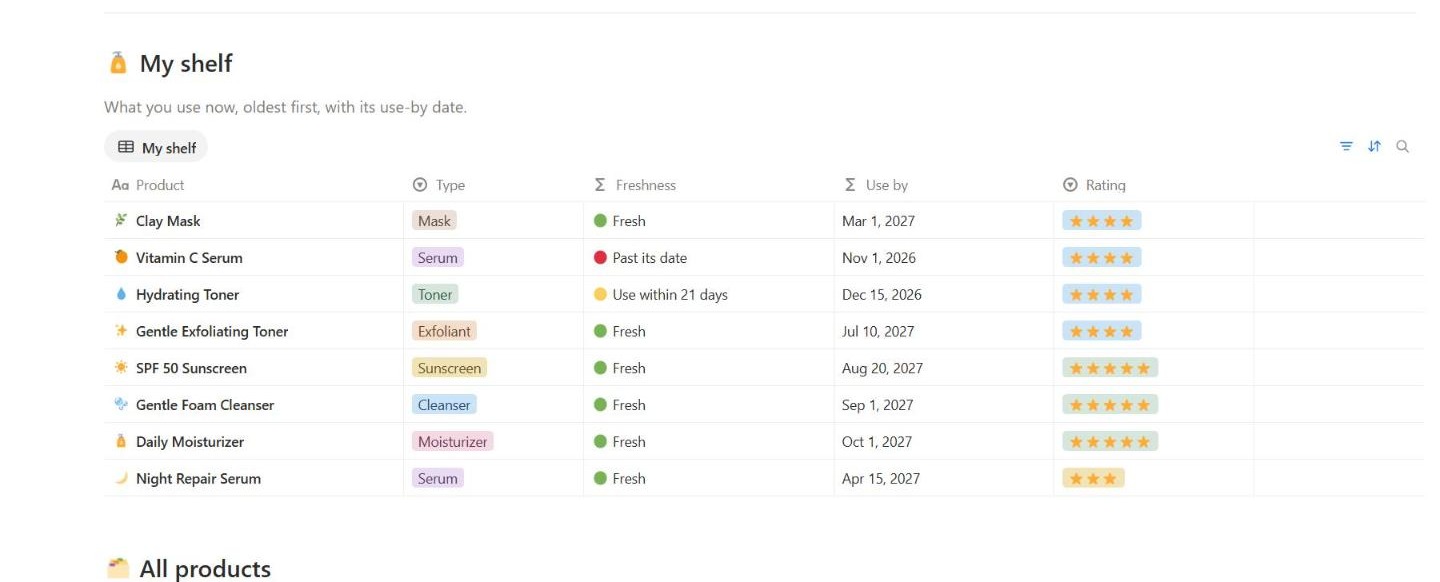 My shelf
What you use now, oldest first, with its use-by date.
My shelf
Aa Product Type Freshness Use by Rating
Clay Mask Mask Fresh Mar 1, 2027
Vitamin C Serum Serum Past its date Nov 1, 2026
Hydrating Toner Toner Use within 21 days Dec 15, 2026
Gentle Exfoliating Toner Exfoliant Fresh Jul 10, 2027
SPF 50 Sunscreen Sunscreen Fresh Aug 20, 2027
Gentle Foam Cleanser Cleanser Fresh Sep 1, 2027
Daily Moisturizer Moisturizer Fresh Oct 1, 2027
Night Repair Serum Serum Fresh Apr 15, 2027
All products